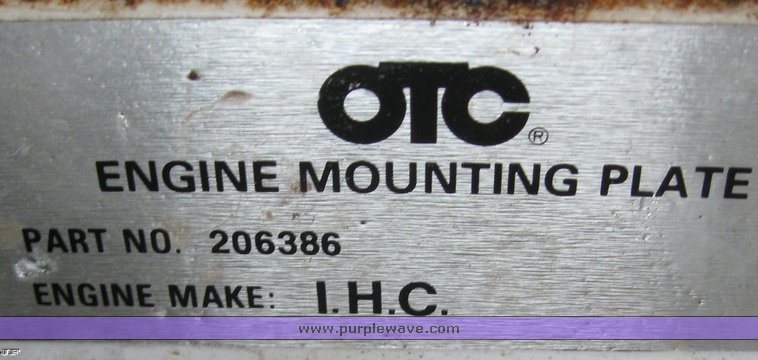 OTC®
ENGINE MOUNTING PLATE
PART NO. 206386
ENGINE MAKE: I.H.C.
www.purplewave.com